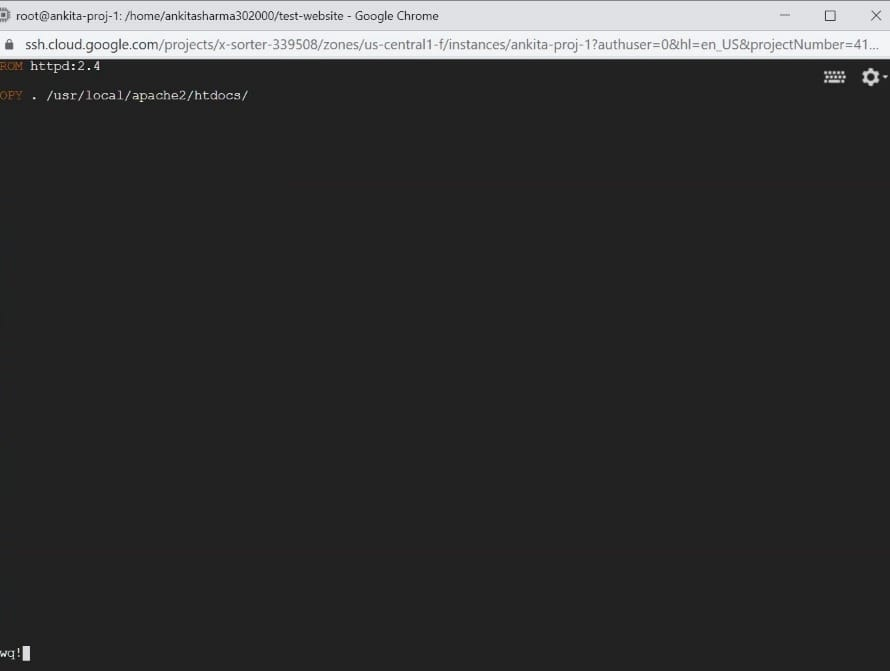 root@ankita-proj-1: /home/ankitasharma302000/test-website - Google Chrome
ssh.cloud.google.com/projects/x-sorter-339508/zones/us-central1-f/instances/ankita-proj-1?authuser=0&hl=en_US&projectNumber=41...
ROM httpd:2.4
OPY . /usr/local/apache2/htdocs/
wq!